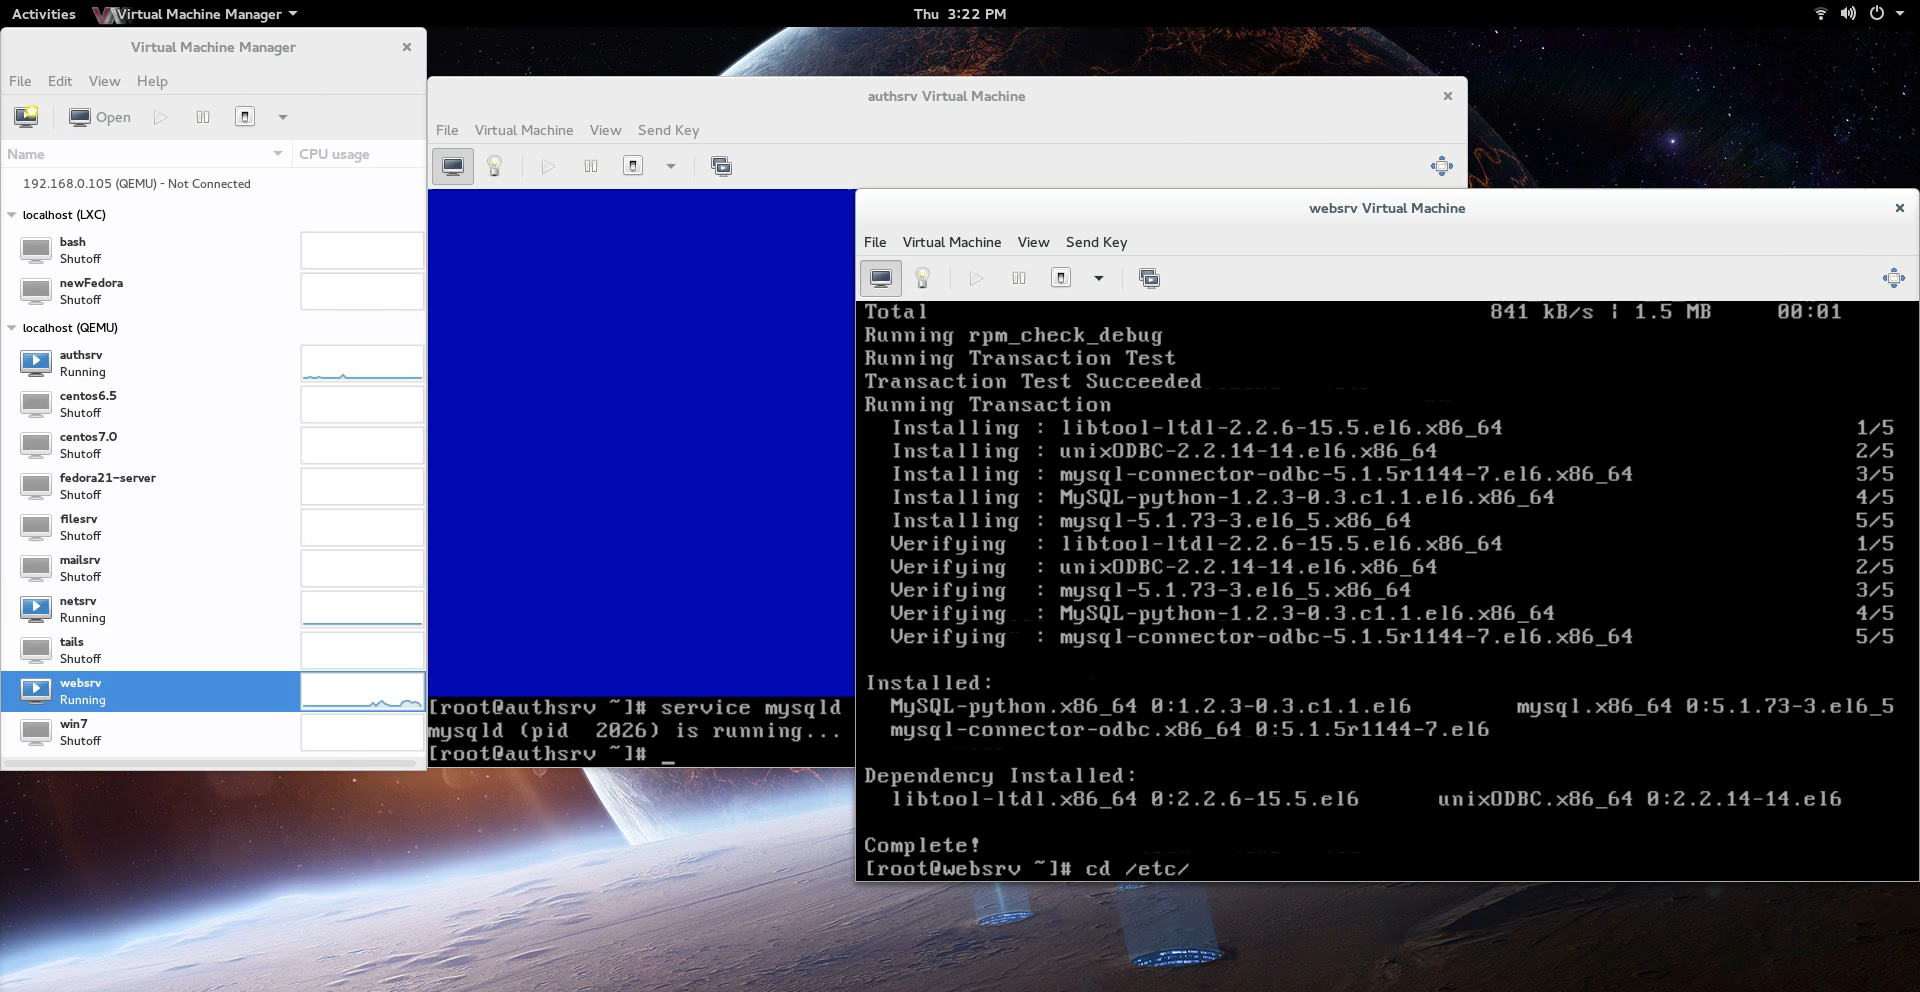 Activities Virtual Machine Manager Thu 3:22 PM
Virtual Machine Manager
File Edit View Help
Open
Name CPU usage
192.168.0.105 (QEMU) - Not Connected
localhost (LXC)
bash
Shutoff
newFedora
Shutoff
localhost (QEMU)
authsrv
Running
centos6.5
Shutoff
centos7.0
Shutoff
fedora21-server
Shutoff
filesrv
Shutoff
mailsrv
Shutoff
netsrv
Running
tails
Shutoff
websrv
Running
win7
Shutoff
authsrv Virtual Machine
File Virtual Machine View Send Key
[root@authsrv ~]# service mysqld
mysqld (pid  2026) is running...
[root@authsrv ~]# _
websrv Virtual Machine
File Virtual Machine View Send Key
Total 841 kB/s | 1.5 MB 00:01
Running rpm_check_debug
Running Transaction Test
Transaction Test Succeeded
Running Transaction
Installing : libtool-ltdl-2.2.6-15.5.el6.x86_64 1/5
Installing : unixODBC-2.2.14-14.el6.x86_64 2/5
Installing : mysql-connector-odbc-5.1.5r1144-7.el6.x86_64 3/5
Installing : MySQL-python-1.2.3-0.3.c1.1.el6.x86_64 4/5
Installing : mysql-5.1.73-3.el6_5.x86_64 5/5
Verifying : libtool-ltdl-2.2.6-15.5.el6.x86_64 1/5
Verifying : unixODBC-2.2.14-14.el6.x86_64 2/5
Verifying : mysql-5.1.73-3.el6_5.x86_64 3/5
Verifying : MySQL-python-1.2.3-0.3.c1.1.el6.x86_64 4/5
Verifying : mysql-connector-odbc-5.1.5r1144-7.el6.x86_64 5/5
Installed:
MySQL-python.x86_64 0:1.2.3-0.3.c1.1.el6 mysql.x86_64 0:5.1.73-3.el6_5
mysql-connector-odbc.x86_64 0:5.1.5r1144-7.el6
Dependency Installed:
libtool-ltdl.x86_64 0:2.2.6-15.5.el6 unixODBC.x86_64 0:2.2.14-14.el6
Complete!
[root@websrv ~]# cd /etc/